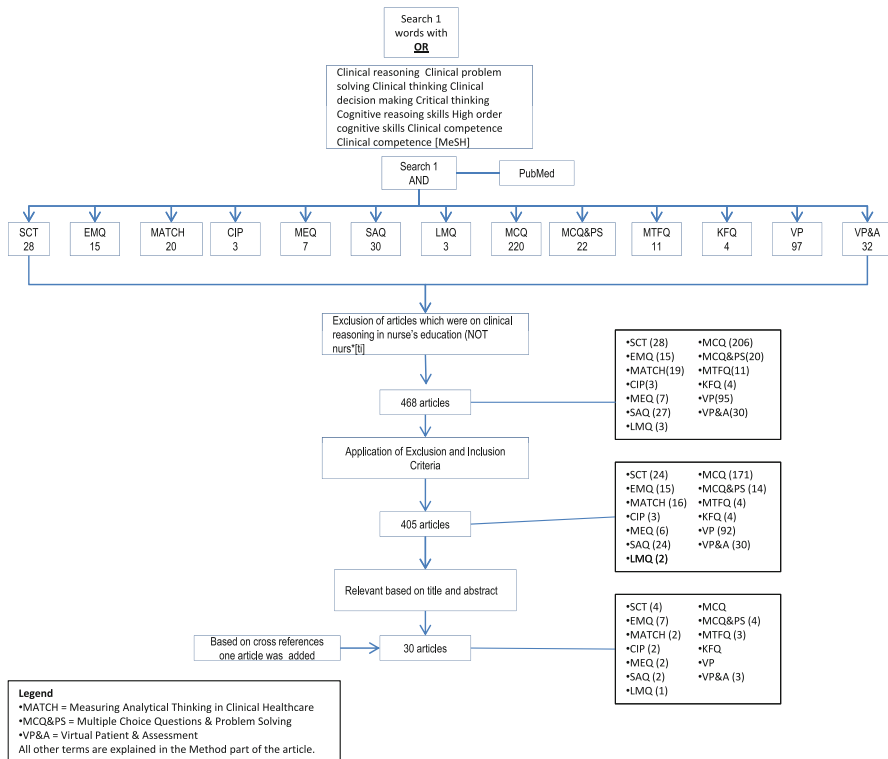 Search 1
words with
OR
Clinical reasoning Clinical problem
solving Clinical thinking Clinical
decision making Critical thinking
Cognitive reasoing skills High order
cognitive skills Clinical competence
Clinical competence [MeSH]
Search 1
AND
PubMed
SCT
28
EMQ
15
MATCH
20
CIP
3
MEQ
7
SAQ
30
LMQ
3
MCQ
220
MCQ&PS
22
MTFQ
11
KFQ
4
VP
97
VP&A
32
Exclusion of articles which were on clinical
reasoning in nurse's education (NOT
nurs*[ti]
•SCT (28)
•EMQ (15)
•MATCH(19)
•CIP(3)
•MEQ (7)
•SAQ (27)
•LMQ (3)
•MCQ (206)
•MCQ&PS(20)
•MTFQ(11)
•KFQ (4)
•VP(95)
•VP&A(30)
468 articles
Application of Exclusion and Inclusion
Criteria
•SCT (24)
•EMQ (15)
•MATCH (16)
•CIP (3)
•MEQ (6)
•SAQ (24)
•LMQ (2)
•MCQ (171)
•MCQ&PS (14)
•MTFQ (4)
•KFQ (4)
•VP (92)
•VP&A (30)
405 articles
Relevant based on title and abstract
•SCT (4)
•EMQ (7)
•MATCH (2)
•CIP (2)
•MEQ (2)
•SAQ (2)
•LMQ (1)
•MCQ
•MCQ&PS (4)
•MTFQ (3)
•KFQ
•VP
•VP&A (3)
Based on cross references
one article was added
30 articles
Legend
•MATCH = Measuring Analytical Thinking in Clinical Healthcare
•MCQ&PS = Multiple Choice Questions & Problem Solving
•VP&A = Virtual Patient & Assessment
All other terms are explained in the Method part of the article.